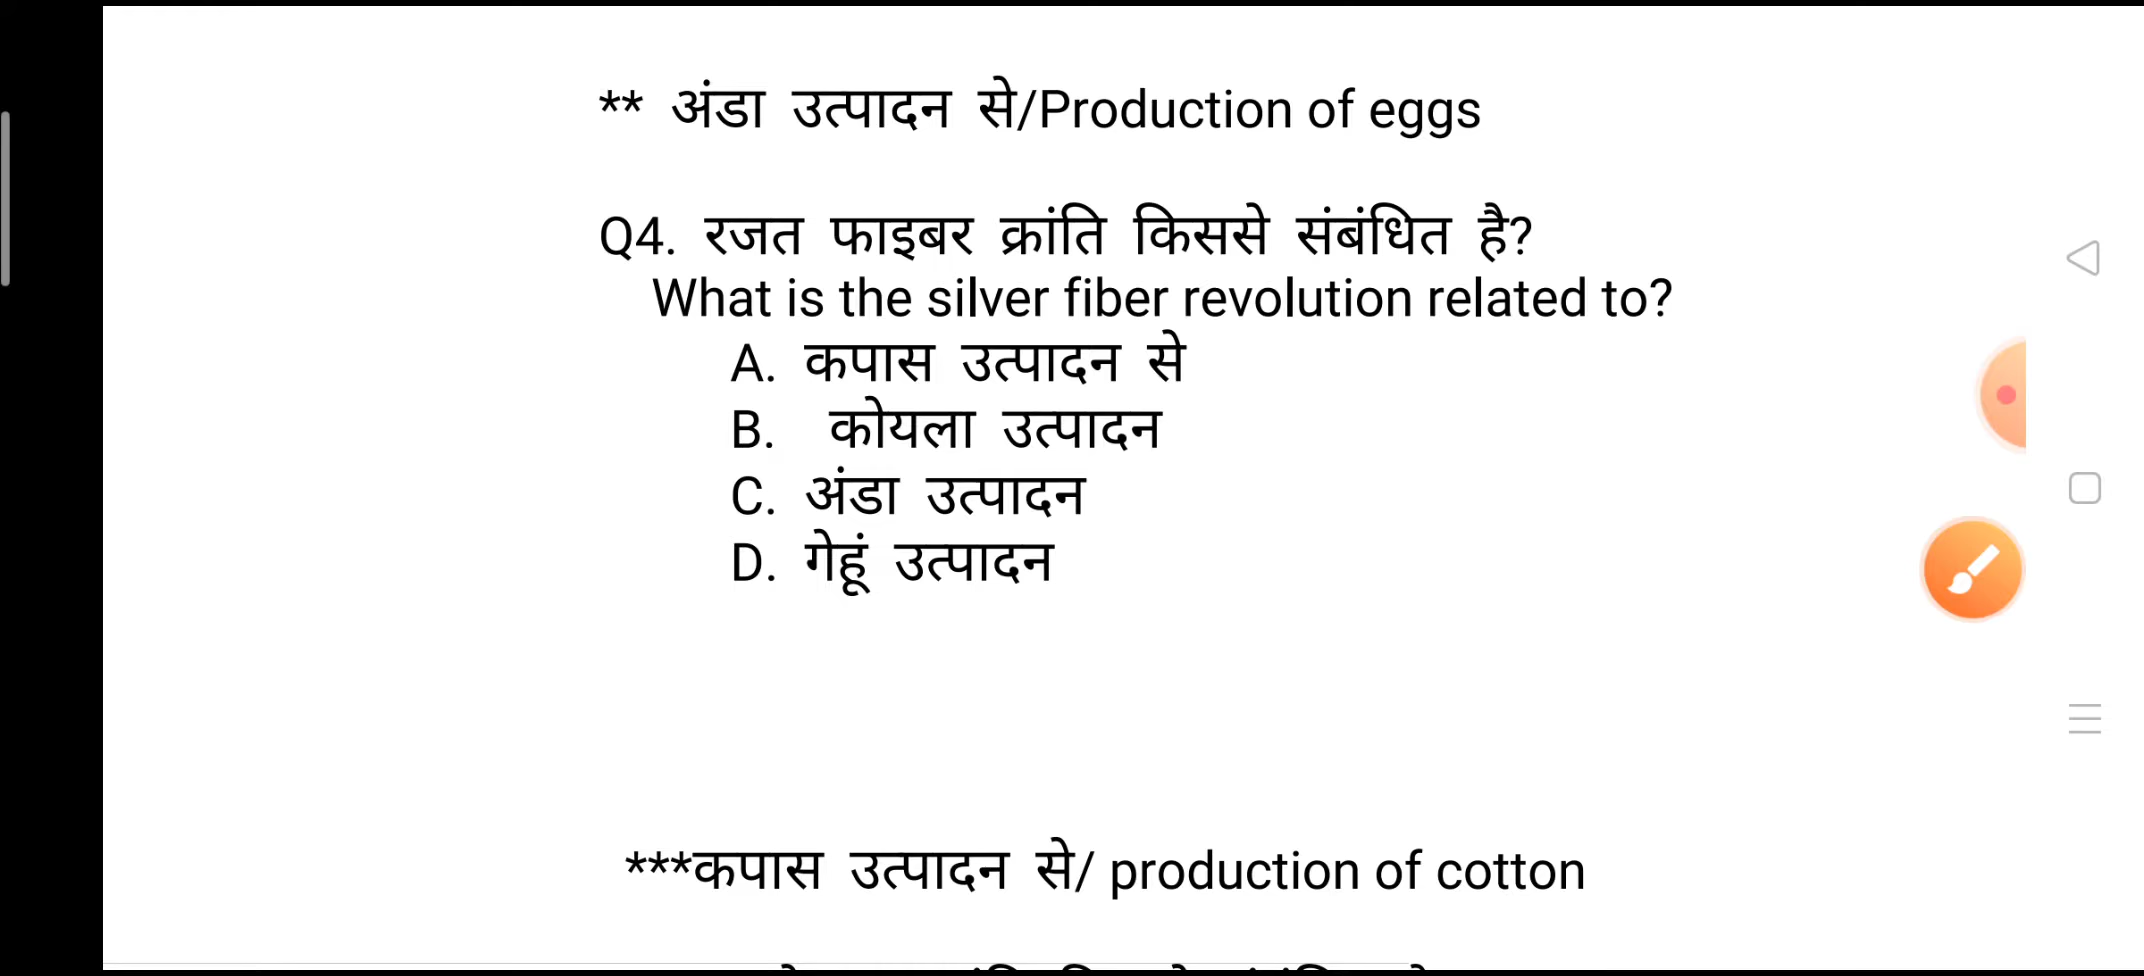 ** अंडा उत्पादन से/Production of eggs
Q4. रजत फाइबर क्रांति किससे संबंधित है?
What is the silver fiber revolution related to?
A. कपास उत्पादन से
B. कोयला उत्पादन
C. अंडा उत्पादन
D. गेहूं उत्पादन
***कपास उत्पादन से/ production of cotton